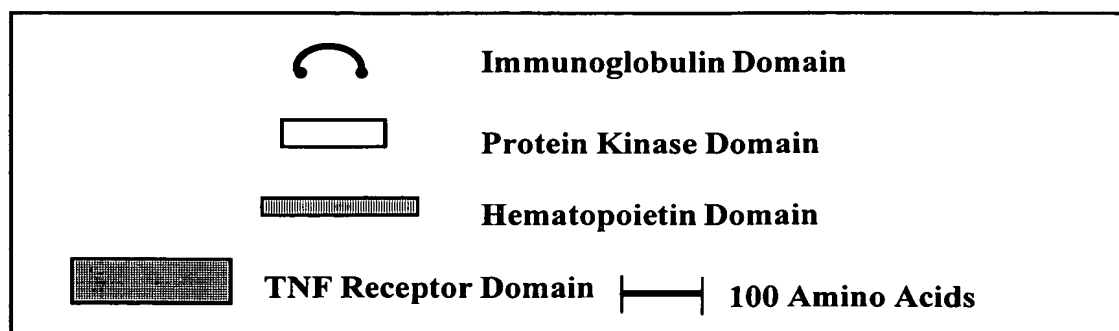 Immunoglobulin Domain
Protein Kinase Domain
Hematopoietin Domain
TNF Receptor Domain 100 Amino Acids